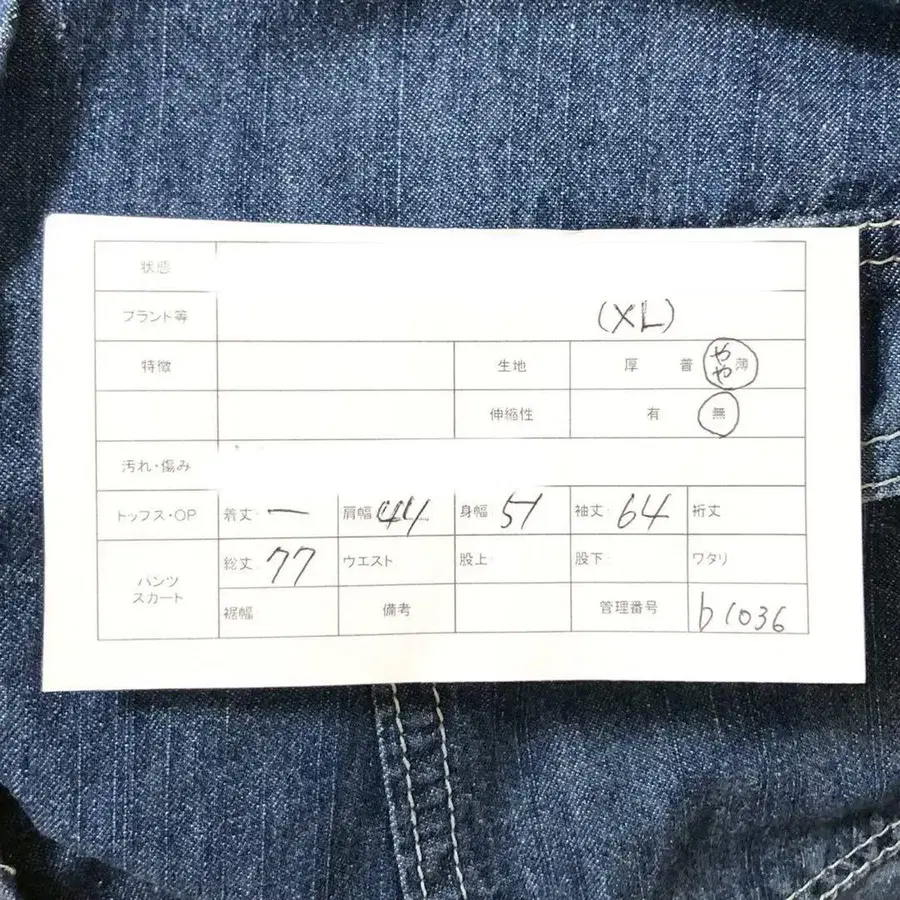 状態
ブランド等 (XL)
特徴 生地 厚 普 やや 薄
伸縮性 有 無
汚れ・傷み
トップス・OP 着丈: ー 肩幅 44 身幅 51 袖丈: 64 裄丈
パンツ スカート 総丈 77 ウエスト 股上: 股下: ワタリ
裾幅 備考 管理番号 b1036